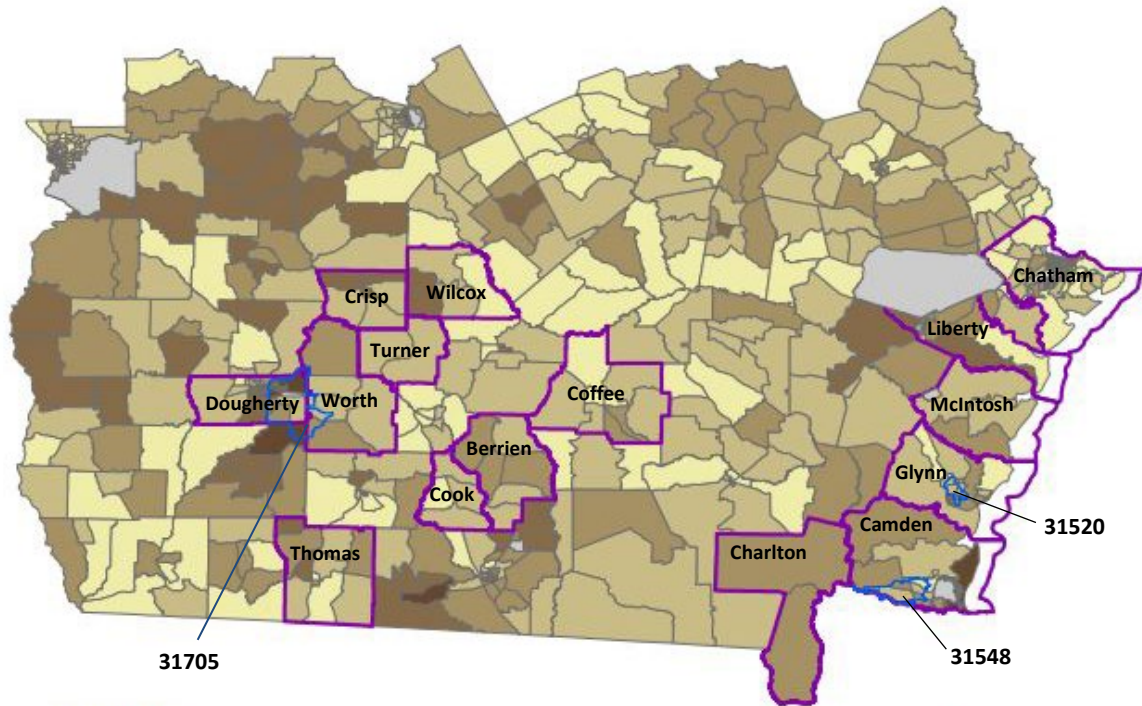 Chatham
Crisp
Wilcox
Liberty
Turner
Dougherty
Worth
Coffee
McIntosh
Berrien
Glynn
Cook
Camden
31520
Thomas
Charlton
31705
31548